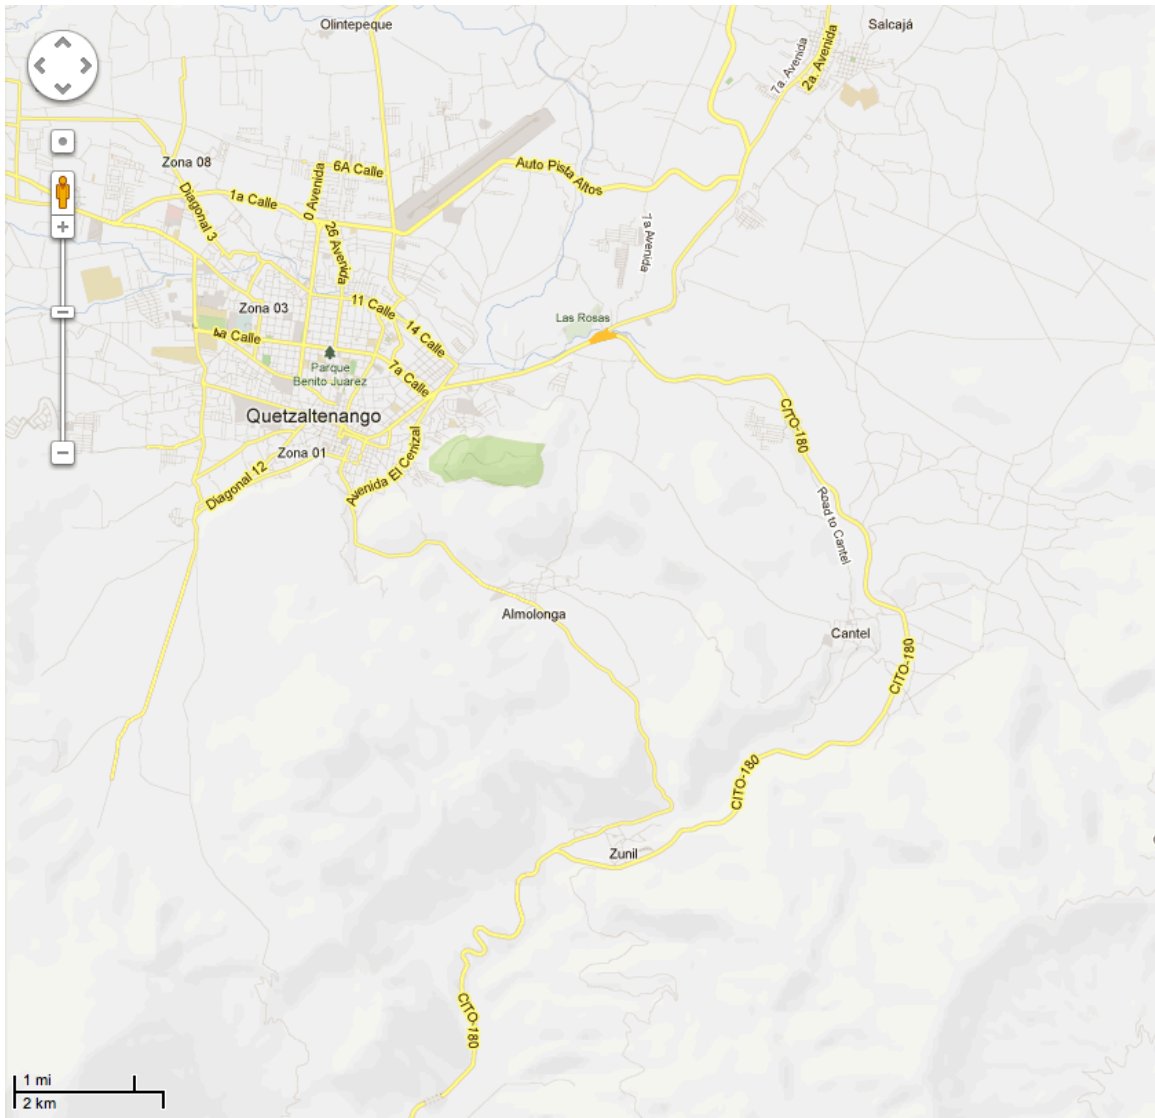 Olintepeque
Salcajá
7a. Avenida
2a. Avenida
Zona 08
6A Calle
Auto Pista Altos
1a Calle
0 Avenida
Diagonal 3
26 Avenida
7a Avenida
Zona 03
11 Calle
14 Calle
Las Rosas
4a Calle
Parque
Benito Juarez
7a Calle
Quetzaltenango
CITO-180
Zona 01
Avenida El Cenizal
Diagonal 12
Road to Cantel
Almolonga
Cantel
CITO-180
CITO-180
Zunil
CITO-180
1 mi
2 km